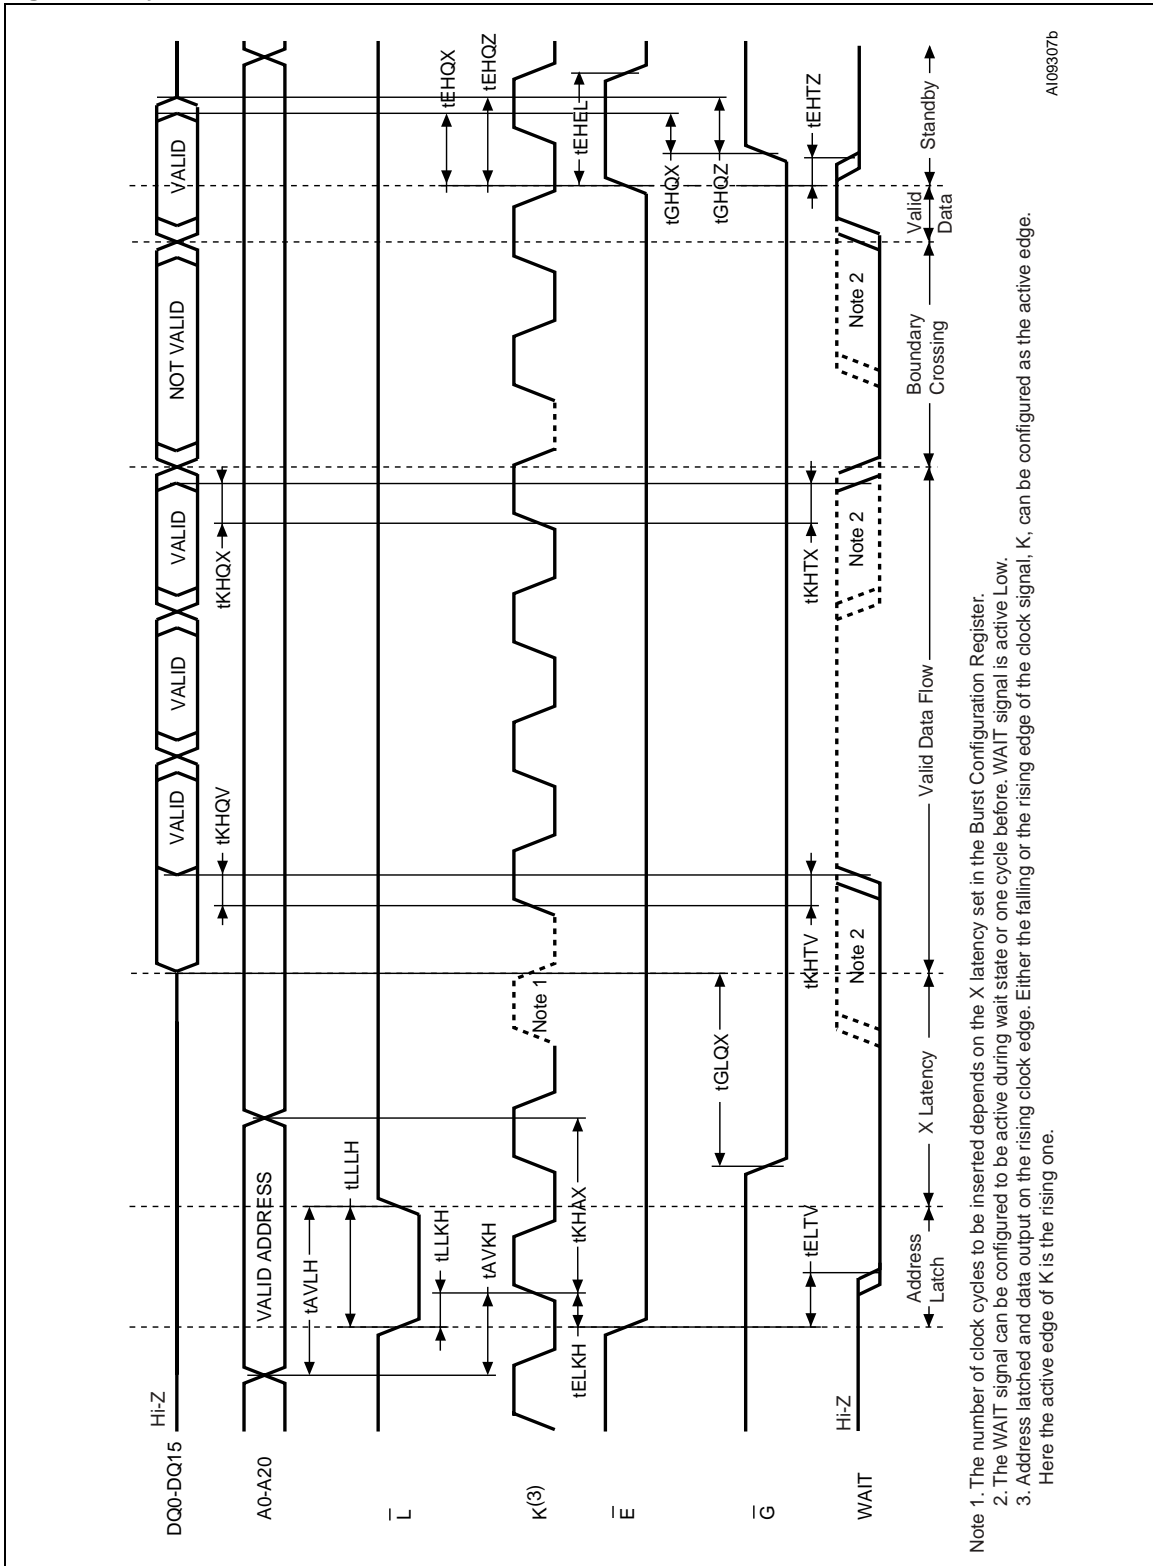 DQ0-DQ15
Hi-Z
VALID
VALID
VALID
NOT VALID
VALID
tKHQV
tKHQX
A0-A20
VALID ADDRESS
tAVLH
tLLLH
L
tLLKH
tAVKH
tEHQX
tEHQZ
K(3)
Note 1
tELKH
tKHAX
tEHEL
E
tGHQX
tGHQZ
tGLQX
G
tELTV
tKHTV
tKHTX
tEHTZ
WAIT
Hi-Z
Note 2
Note 2
Note 2
Address
Latch
X Latency
Valid Data Flow
Boundary
Crossing
Valid
Data
Standby
Note 1. The number of clock cycles to be inserted depends on the X latency set in the Burst Configuration Register.
2. The WAIT signal can be configured to be active during wait state or one cycle before. WAIT signal is active Low.
3. Address latched and data output on the rising clock edge. Either the falling or the rising edge of the clock signal, K, can be configured as the active edge.
Here the active edge of K is the rising one.
AI09307b